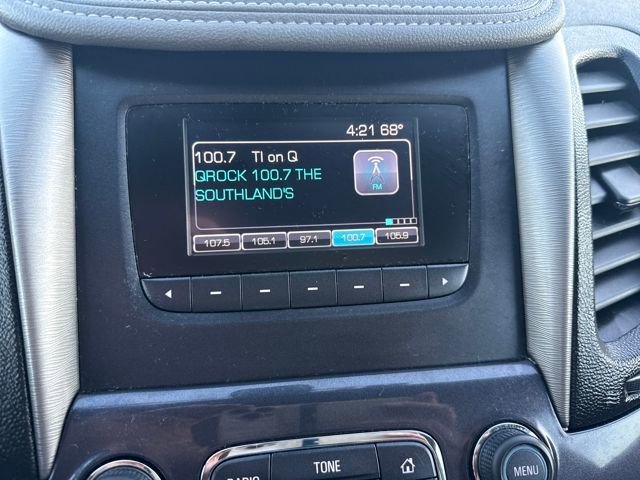 4:21 68°
100.7 TI on Q
QROCK 100.7 THE
SOUTHLAND'S
FM
107.5 105.1 97.1 100.7 105.9
RADIO TONE
MENU